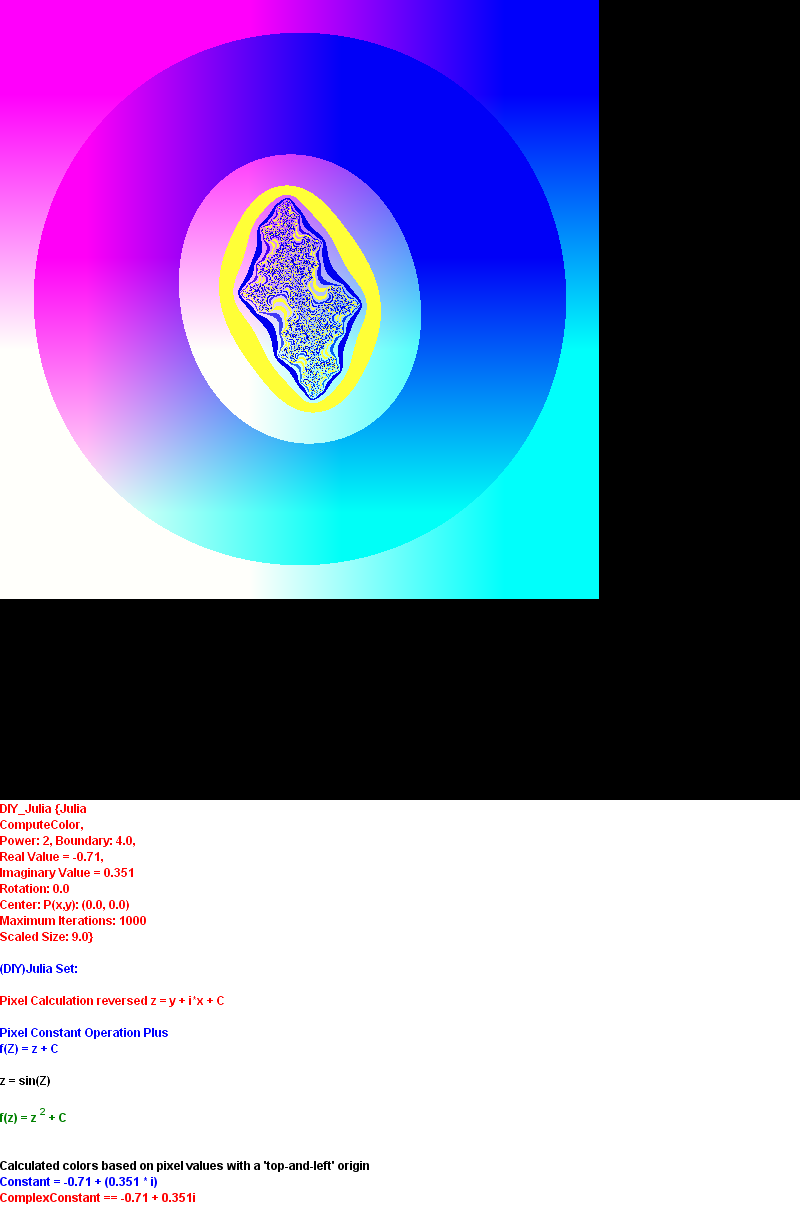 DIY_Julia {Julia
ComputeColor,
Power: 2, Boundary: 4.0,
Real Value = -0.71,
Imaginary Value = 0.351
Rotation: 0.0
Center: P(x,y): (0.0, 0.0)
Maximum Iterations: 1000
Scaled Size: 9.0}
(DIY)Julia Set:
Pixel Calculation reversed z = y + i*x + C
Pixel Constant Operation Plus
f(Z) = z + C
z = sin(Z)
f(z) = z 2 + C
Calculated colors based on pixel values with a 'top-and-left' origin
Constant = -0.71 + (0.351 * i)
ComplexConstant == -0.71 + 0.351i